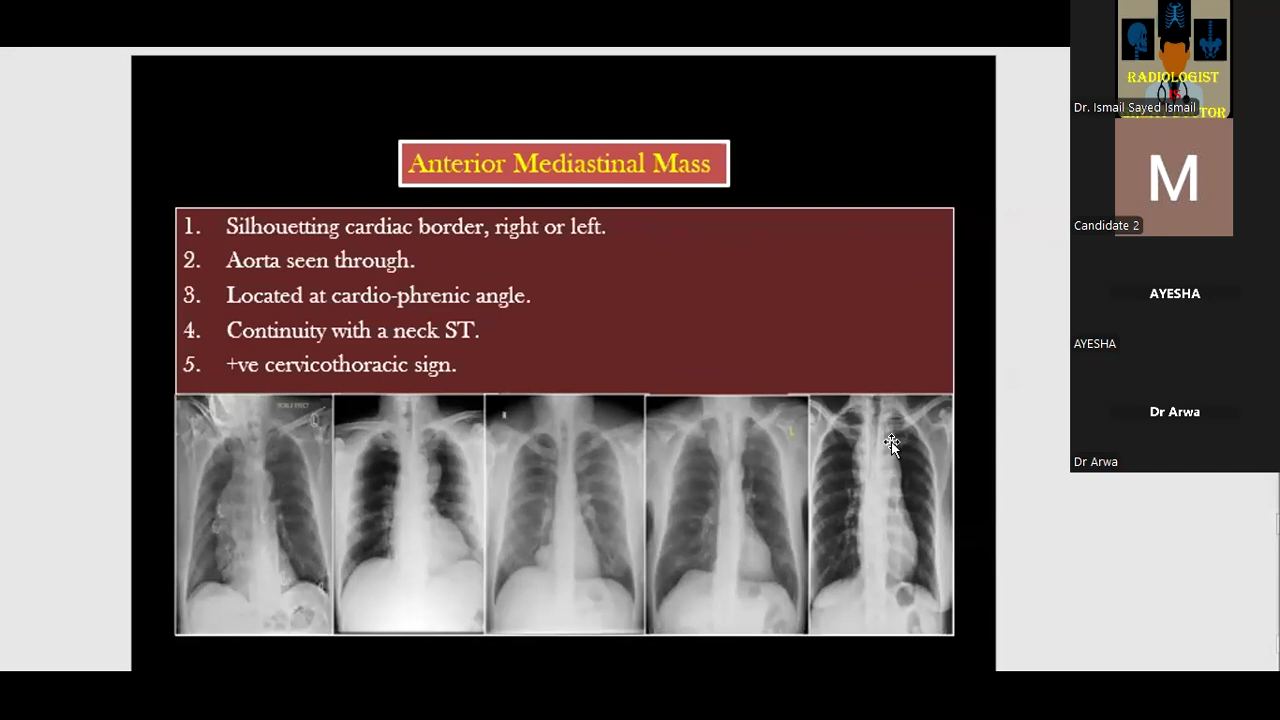 Anterior Mediastinal Mass
1. Silhouetting cardiac border, right or left.
2. Aorta seen through.
3. Located at cardio-phrenic angle.
4. Continuity with a neck ST.
5. +ve cervicothoracic sign.
L
RADIOLOGIST
IS
DOCTOR
Dr. Ismail Sayed Ismail
M
Candidate 2
AYESHA
AYESHA
Dr Arwa
Dr Arwa